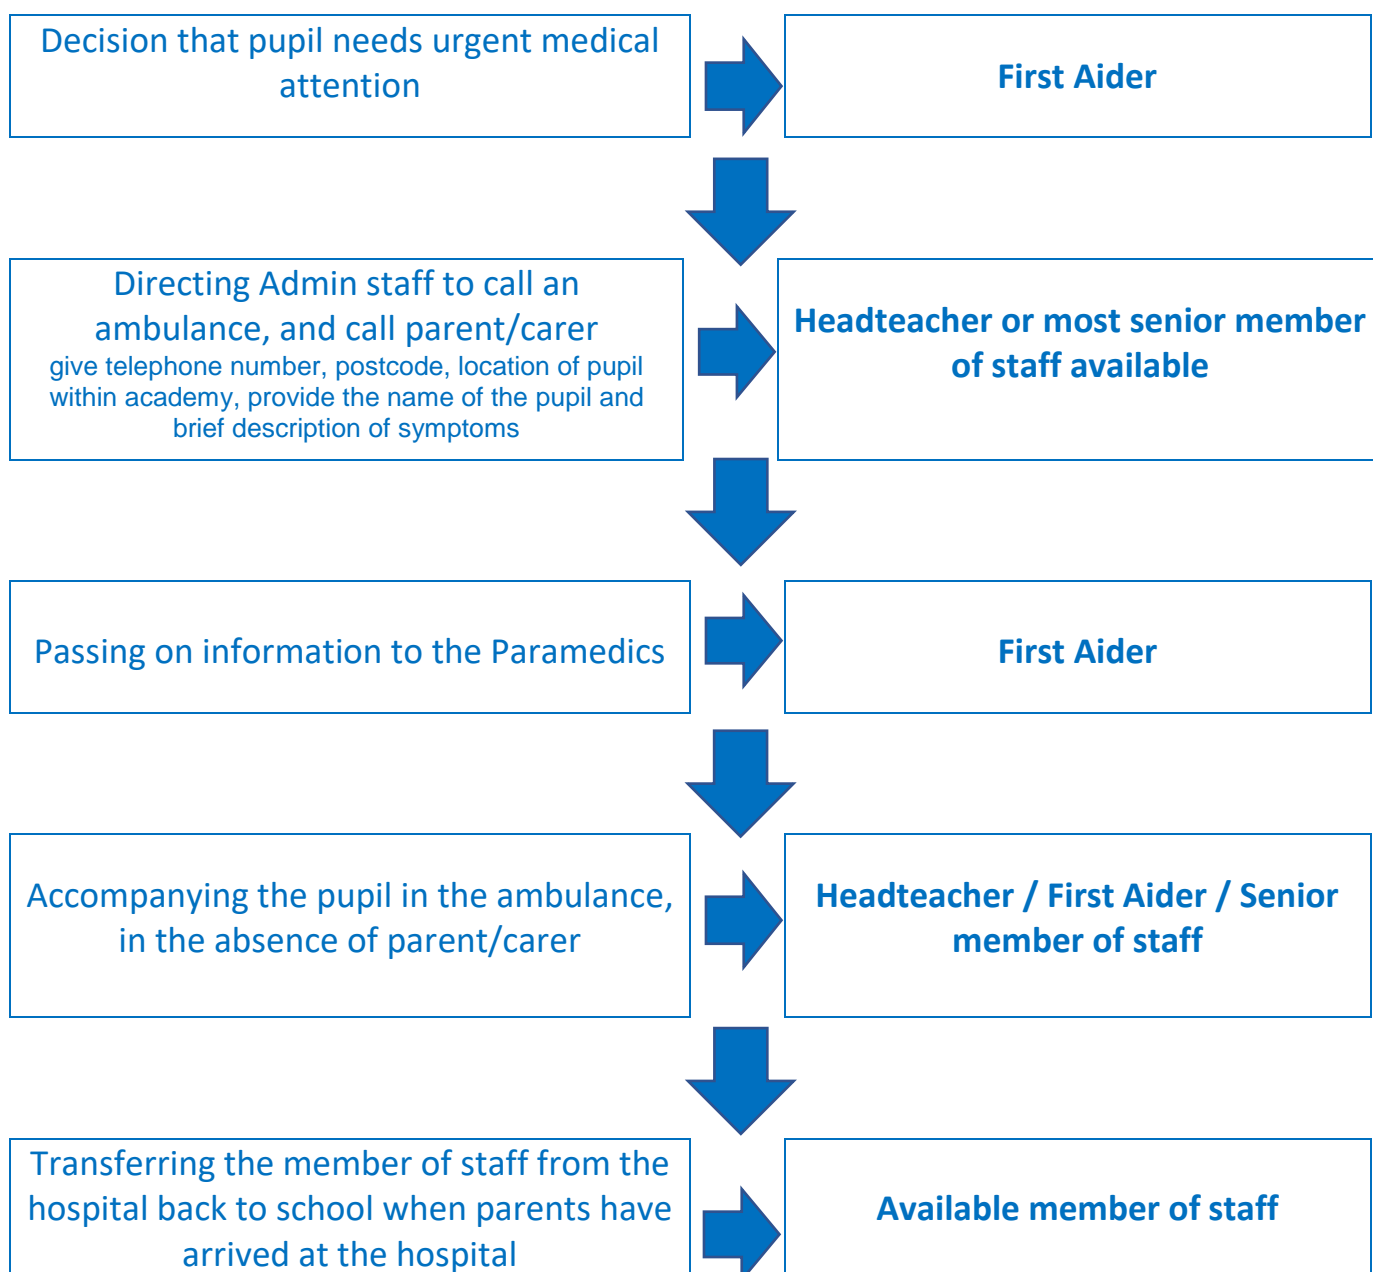 Decision that pupil needs urgent medical
attention
First Aider
Directing Admin staff to call an
ambulance, and call parent/carer
give telephone number, postcode, location of pupil
within academy, provide the name of the pupil and
brief description of symptoms
Headteacher or most senior member
of staff available
Passing on information to the Paramedics
First Aider
Accompanying the pupil in the ambulance,
in the absence of parent/carer
Headteacher / First Aider / Senior
member of staff
Transferring the member of staff from the
hospital back to school when parents have
arrived at the hospital
Available member of staff